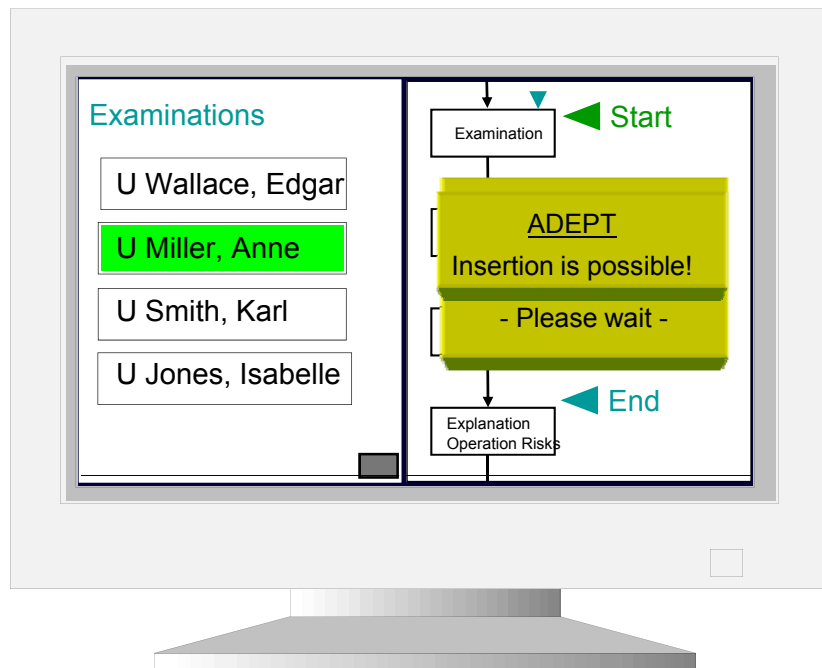 Examinations
U Wallace, Edgar
U Miller, Anne
U Smith, Karl
U Jones, Isabelle
Examination
Start
ADEPT
Insertion is possible!
- Please wait -
End
Explanation
Operation Risks